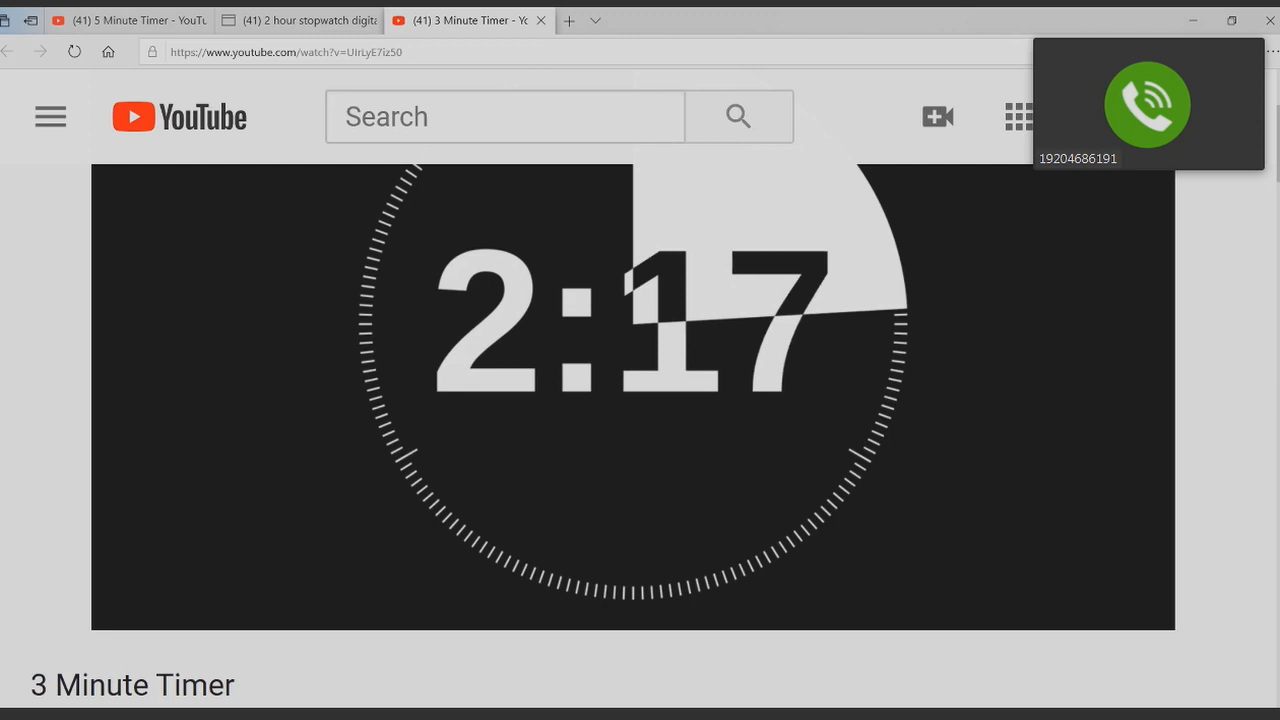 (41) 5 Minute Timer - YouTu
(41) 2 hour stopwatch digita
(41) 3 Minute Timer - Yo
https://www.youtube.com/watch?v=UIrLyE7iz50
YouTube
Search
19204686191
2:17
3 Minute Timer